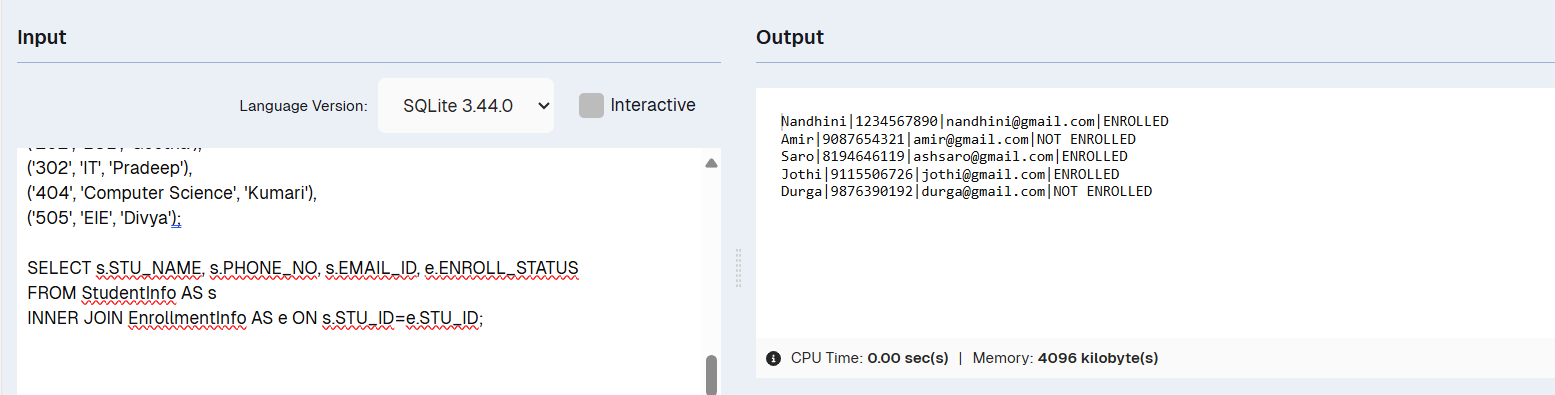 Input
Language Version: SQLite 3.44.0 Interactive
('302', 'IT', 'Pradeep'),
('404', 'Computer Science', 'Kumari'),
('505', 'EIE', 'Divya');
SELECT s.STU_NAME, s.PHONE_NO, s.EMAIL_ID, e.ENROLL_STATUS
FROM StudentInfo AS s
INNER JOIN EnrollmentInfo AS e ON s.STU_ID=e.STU_ID;
Output
Nandhini|1234567890|nandhini@gmail.com|ENROLLED
Amir|9087654321|amir@gmail.com|NOT ENROLLED
Saro|8194646119|ashsaro@gmail.com|ENROLLED
Jothi|9115506726|jothi@gmail.com|ENROLLED
Durga|9876390192|durga@gmail.com|NOT ENROLLED
CPU Time: 0.00 sec(s) | Memory: 4096 kilobyte(s)